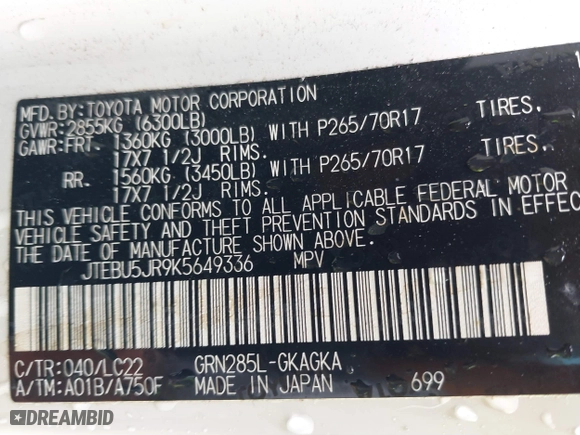 MFD.BY:TOYOTA MOTOR CORPORATION
GVWR:2855KG (6300LB)
GAWR:FRT. 1360KG (3000LB) WITH P265/70R17 TIRES,
17X7 1/2J RIMS.
RR. 1560KG (3450LB) WITH P265/70R17 TIRES,
17X7 1/2J RIMS.
THIS VEHICLE CONFORMS TO ALL APPLICABLE FEDERAL MOTOR
VEHICLE SAFETY AND THEFT PREVENTION STANDARDS IN EFFEC
THE DATE OF MANUFACTURE SHOWN ABOVE.
JTEBU5JR9K5649336 MPV
C/TR:040/LC22 GRN285L-GKAGKA
A/TM:A01B/A750F MADE IN JAPAN 699
DREAMBID